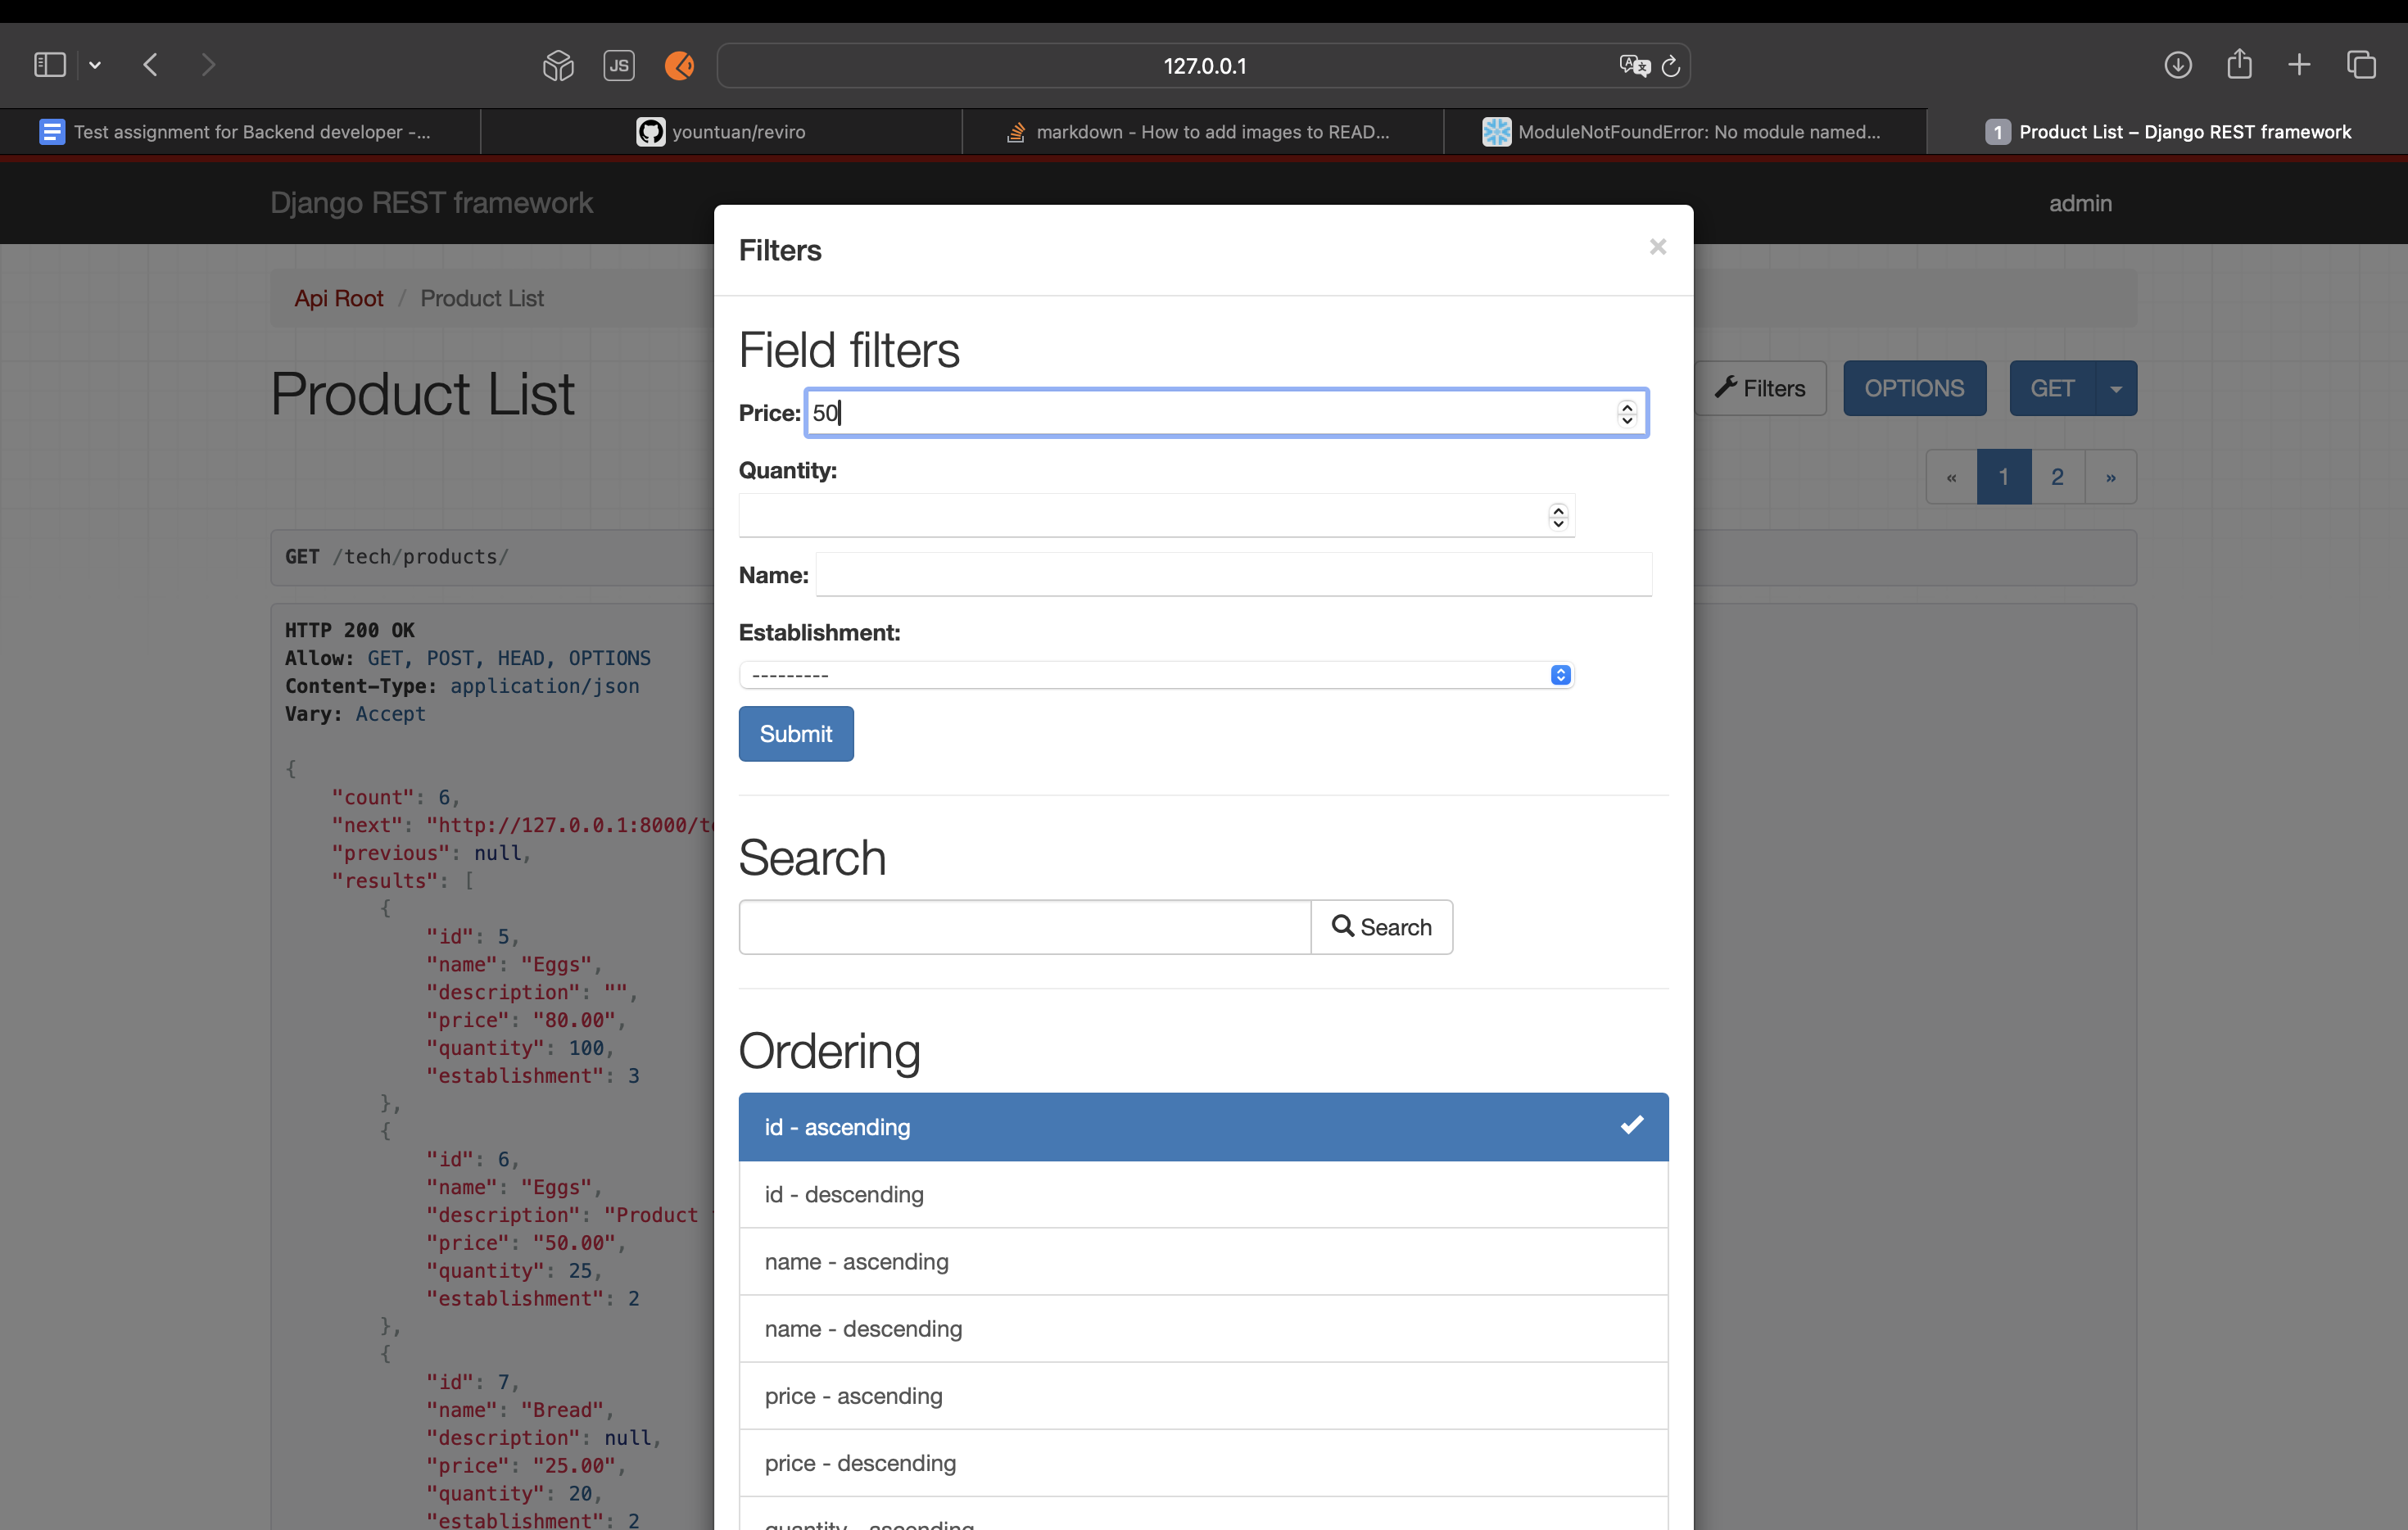 JS
127.0.0.1
Test assignment for Backend developer -...
yountuan/reviro
markdown - How to add images to READ...
ModuleNotFoundError: No module named...
1 Product List – Django REST framework
Django REST framework
admin
Api Root / Product List
Product List
Filters
OPTIONS
GET
« 1 2 »
GET /tech/products/
HTTP 200 OK
Allow: GET, POST, HEAD, OPTIONS
Content-Type: application/json
Vary: Accept
{
"count": 6,
"next": "http://127.0.0.1:8000/t
"previous": null,
"results": [
{
"id": 5,
"name": "Eggs",
"description": "",
"price": "80.00",
"quantity": 100,
"establishment": 3
},
{
"id": 6,
"name": "Eggs",
"description": "Product
"price": "50.00",
"quantity": 25,
"establishment": 2
},
{
"id": 7,
"name": "Bread",
"description": null,
"price": "25.00",
"quantity": 20,
"establishment": 2
Filters ×
Field filters
Price: 50
Quantity:
Name:
Establishment:
---------
Submit
Search
Search
Ordering
id - ascending
id - descending
name - ascending
name - descending
price - ascending
price - descending
quantity - ascending